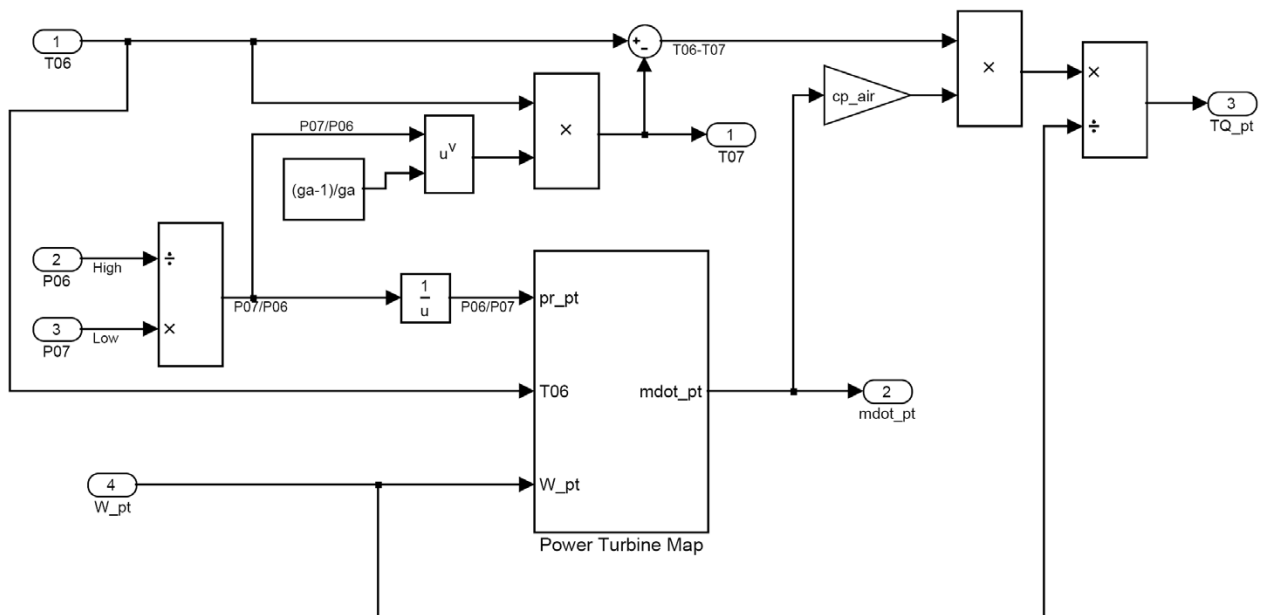 1
T06
+
-
T06-T07
×
×
÷
3
TQ_pt
cp_air
P07/P06
u^v
(ga-1)/ga
×
1
T07
2
P06
High
÷
3
P07
Low
×
P07/P06
1
u
P06/P07
pr_pt
T06
W_pt
mdot_pt
Power Turbine Map
2
mdot_pt
4
W_pt